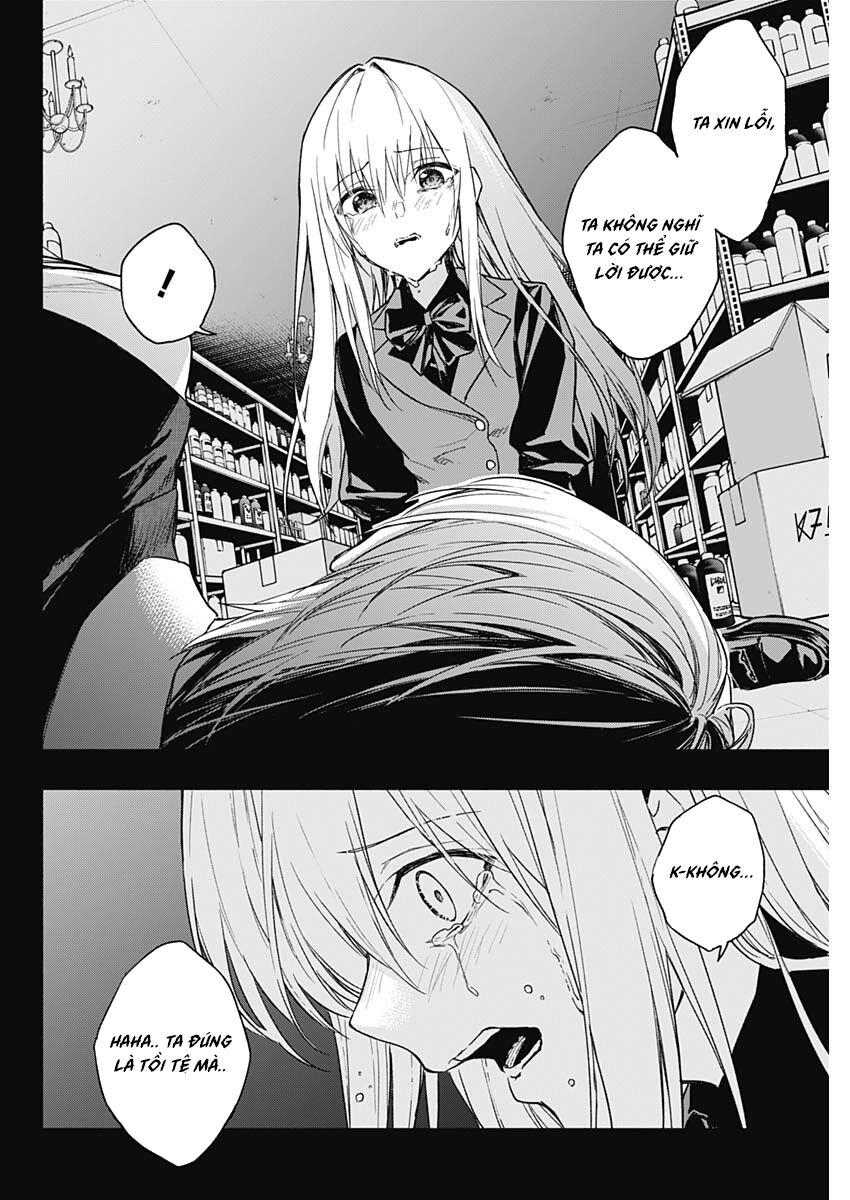 TA XIN LỖI,
TA KHÔNG NGHĨ
TA CÓ THỂ GIỮ
LỜI ĐƯỢC...
!
K7
K-KHÔNG...
HAHA.. TA ĐÚNG
LÀ TỒI TỆ MÀ..